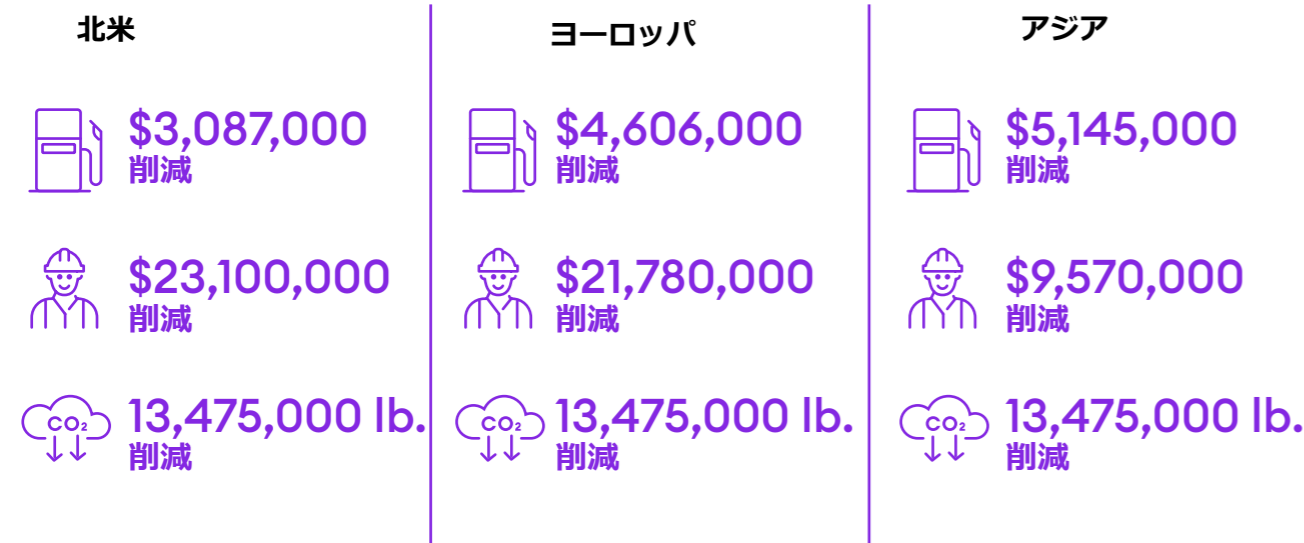 北米
$3,087,000
削減
$23,100,000
削減
CO₂
13,475,000 lb.
削減
ヨーロッパ
$4,606,000
削減
$21,780,000
削減
CO₂
13,475,000 lb.
削減
アジア
$5,145,000
削減
$9,570,000
削減
CO₂
13,475,000 lb.
削減